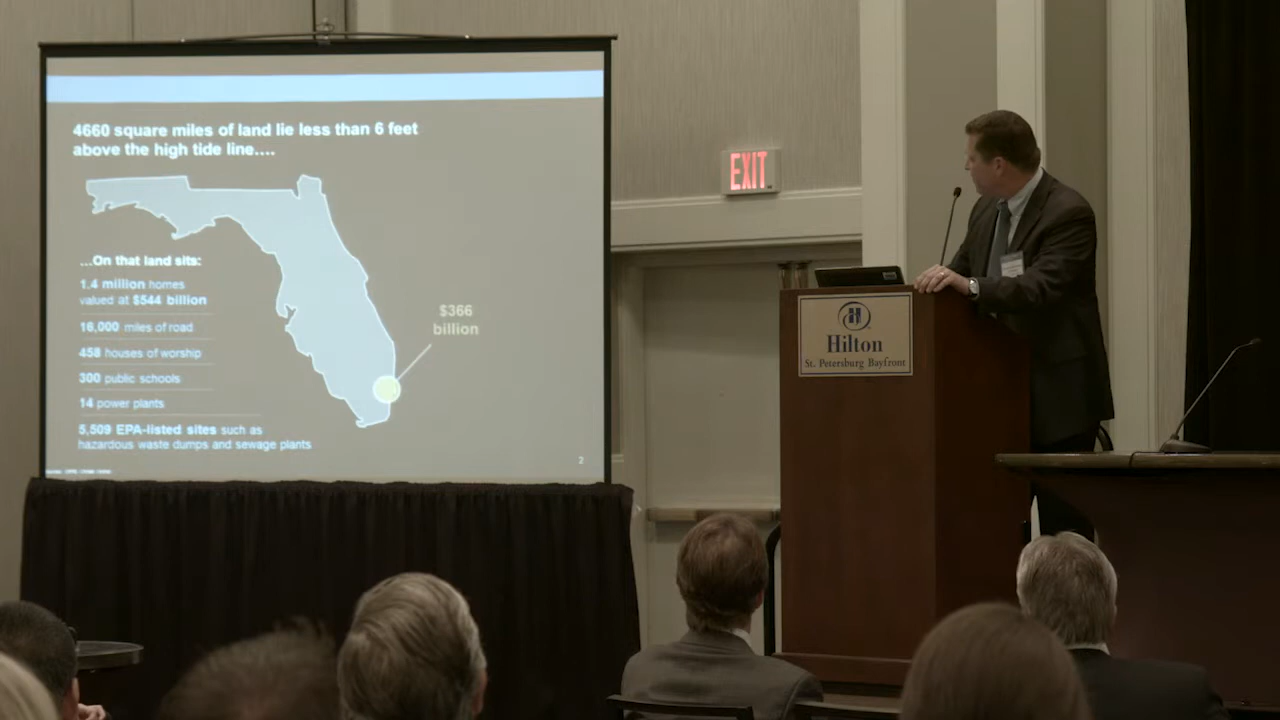 4660 square miles of land lie less than 6 feet
above the high tide line....
...On that land sits:
1.4 million homes
valued at $544 billion
16,000 miles of road
458 houses of worship
300 public schools
14 power plants
5,509 EPA-listed sites such as
hazardous waste dumps and sewage plants
$366
billion
2
EXIT
H
Hilton
St. Petersburg Bayfront